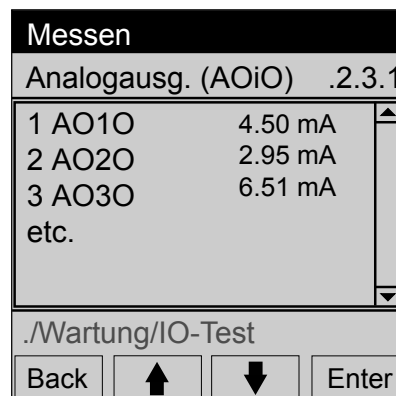 Messen
Analogausg. (AOiO) .2.3.1
1 AO1O 4.50 mA
2 AO2O 2.95 mA
3 AO3O 6.51 mA
etc.
./Wartung/IO-Test
Back Enter